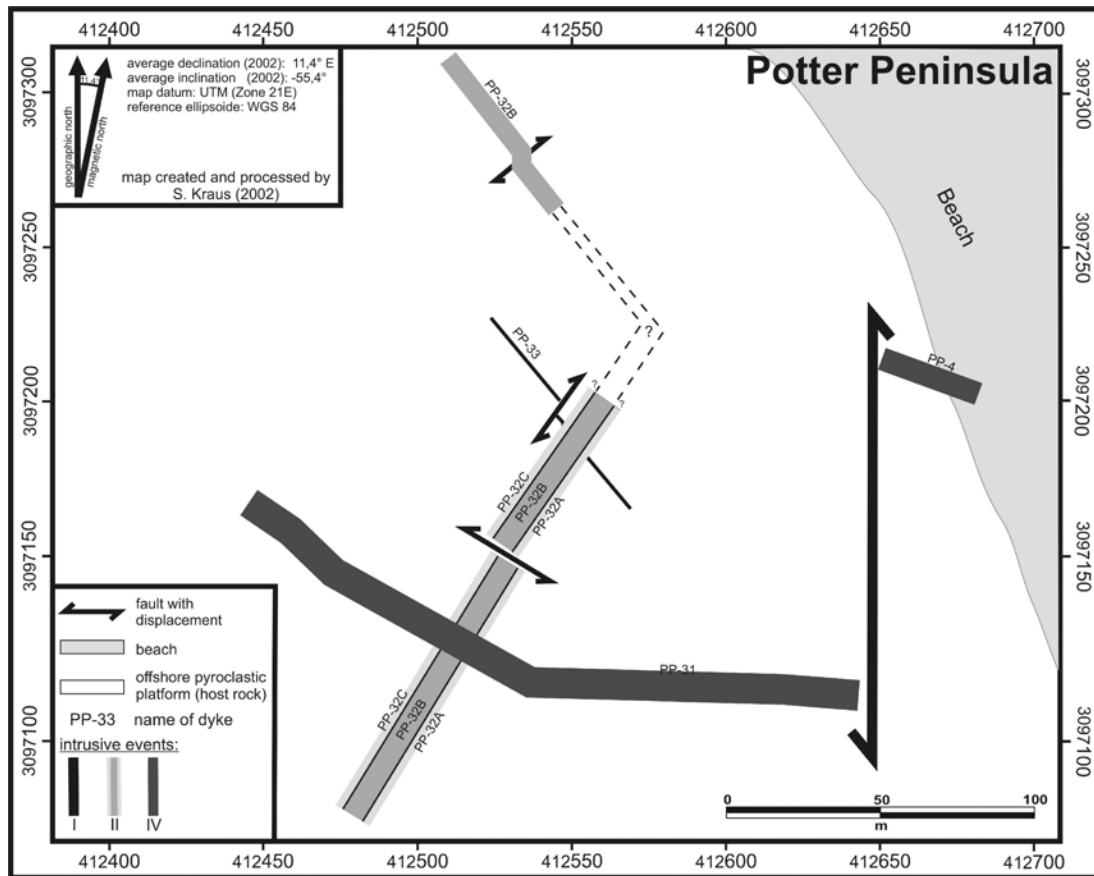 412400 412450 412500 412550 412600 412650 412700
Potter Peninsula
11,4°
geographic north
magnetic north
average declination (2002): 11,4° E
average inclination (2002): -55,4°
map datum: UTM (Zone 21E)
reference ellipsoide: WGS 84
map created and processed by
S. Kraus (2002)
3097300
3097250
3097200
3097150
3097100
3097300
3097250
3097200
3097150
3097100
PP-32B
Beach
?
PP-33
PP-4
? ?
PP-32C
PP-32B
PP-32A
PP-31
PP-32C
PP-32B
PP-32A
fault with
displacement
beach
offshore pyroclastic
platform (host rock)
PP-33 name of dyke
intrusive events:
I II IV
0 50 100
m
412400 412450 412500 412550 412600 412650 412700